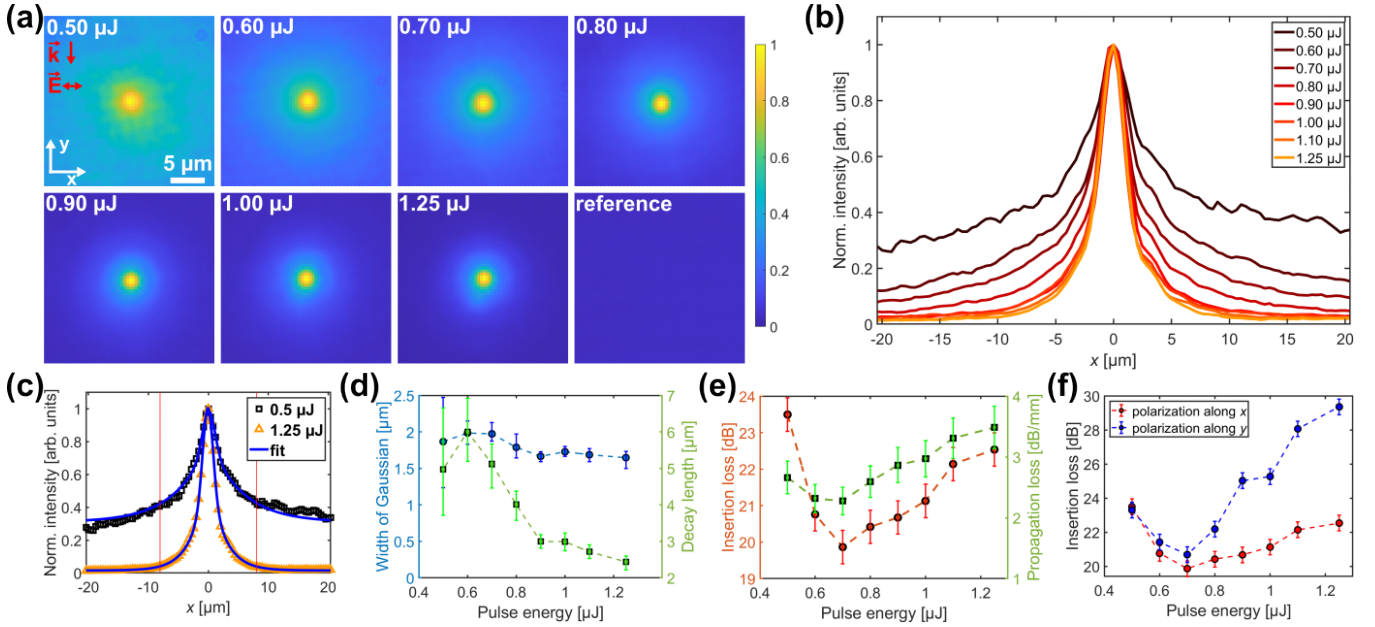 (a)
0.50 µJ
0.60 µJ
0.70 µJ
0.80 µJ
k
E
y
x
5 µm
0.90 µJ
1.00 µJ
1.25 µJ
reference
1
0.8
0.6
0.4
0.2
0
(b)
Norm. intensity [arb. units]
1
0.8
0.6
0.4
0.2
0
-20 -15 -10 -5 0 5 10 15 20
x [µm]
0.50 µJ
0.60 µJ
0.70 µJ
0.80 µJ
0.90 µJ
1.00 µJ
1.10 µJ
1.25 µJ
(c)
Norm. intensity [arb. units]
1.0
0.8
0.6
0.4
0.2
0
-20 -10 0 10 20
x [µm]
0.5 µJ
1.25 µJ
fit
(d)
Width of Gaussian [µm]
2.5
2
1.5
1
0.5
0
0.4 0.6 0.8 1 1.2
Pulse energy [µJ]
Decay length [µm]
7
6
5
4
3
2
(e)
Insertion loss [dB]
24
23
22
21
20
19
0.4 0.6 0.8 1 1.2
Pulse energy [µJ]
Propagation loss [dB/mm]
4
3
2
1
(f)
Insertion loss [dB]
30
28
26
24
22
20
0.4 0.6 0.8 1 1.2
Pulse energy [µJ]
polarization along x
polarization along y